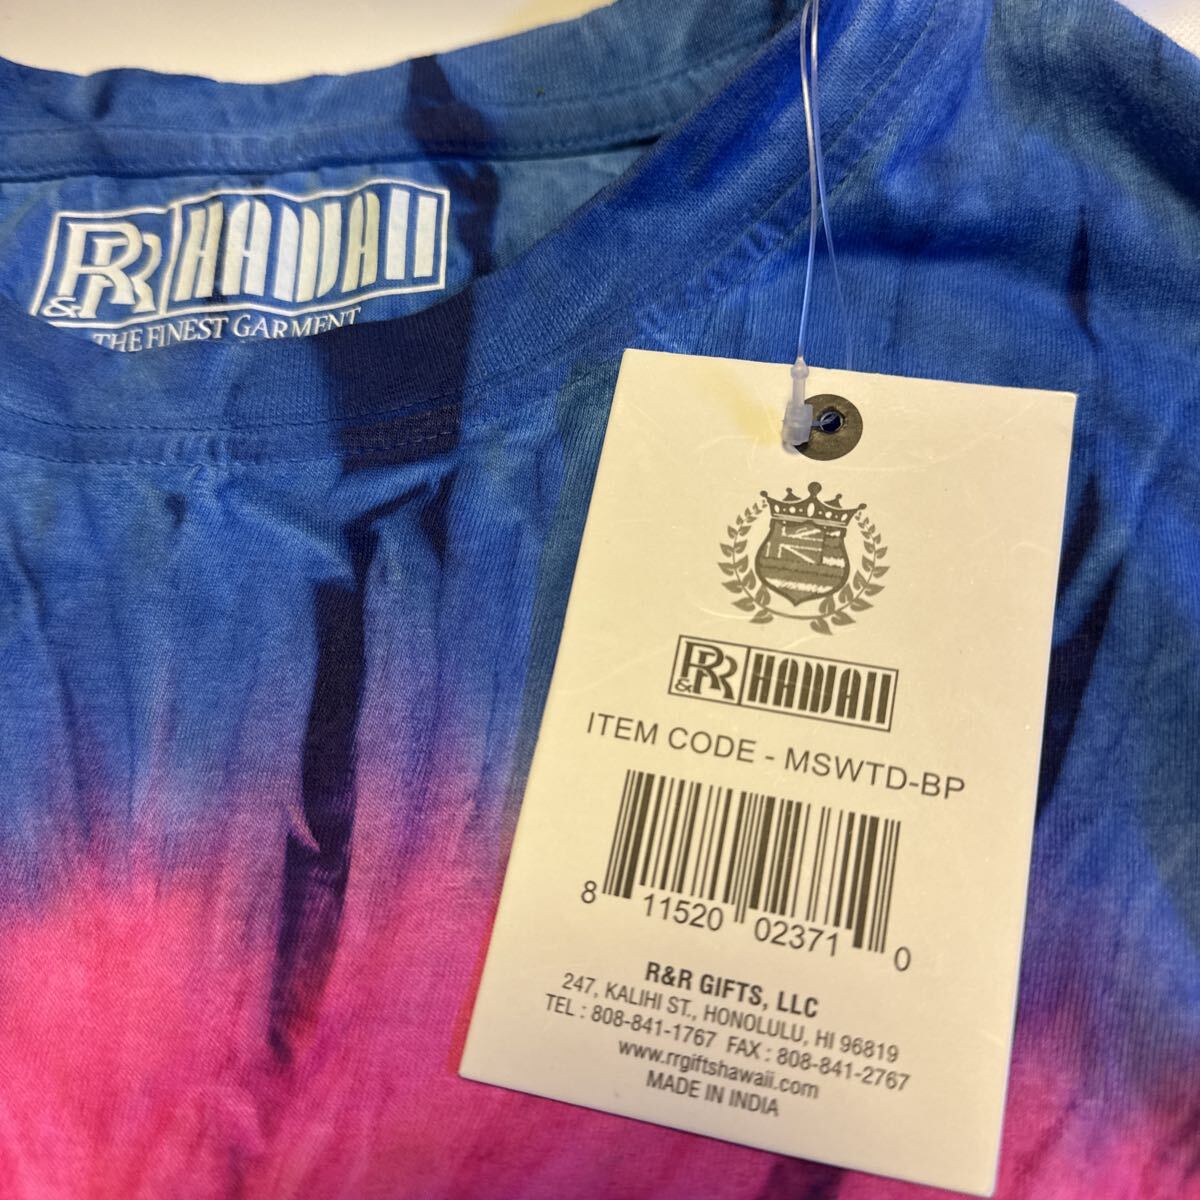 R&R HAWAII
THE FINEST GARMENT
R&R HAWAII
ITEM CODE - MSWTD-BP
8 11520 02371 0
R&R GIFTS, LLC
247, KALIHI ST., HONOLULU, HI 96819
TEL : 808-841-1767 FAX : 808-841-2767
www.rrgiftshawaii.com
MADE IN INDIA